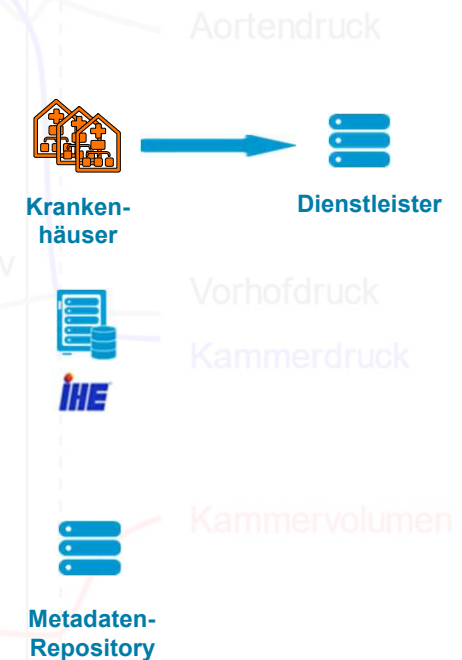 Aortendruck
Kranken-
häuser
Dienstleister
V
Vorhofdruck
Kammerdruck
IHE
Kammervolumen
Metadaten-
Repository